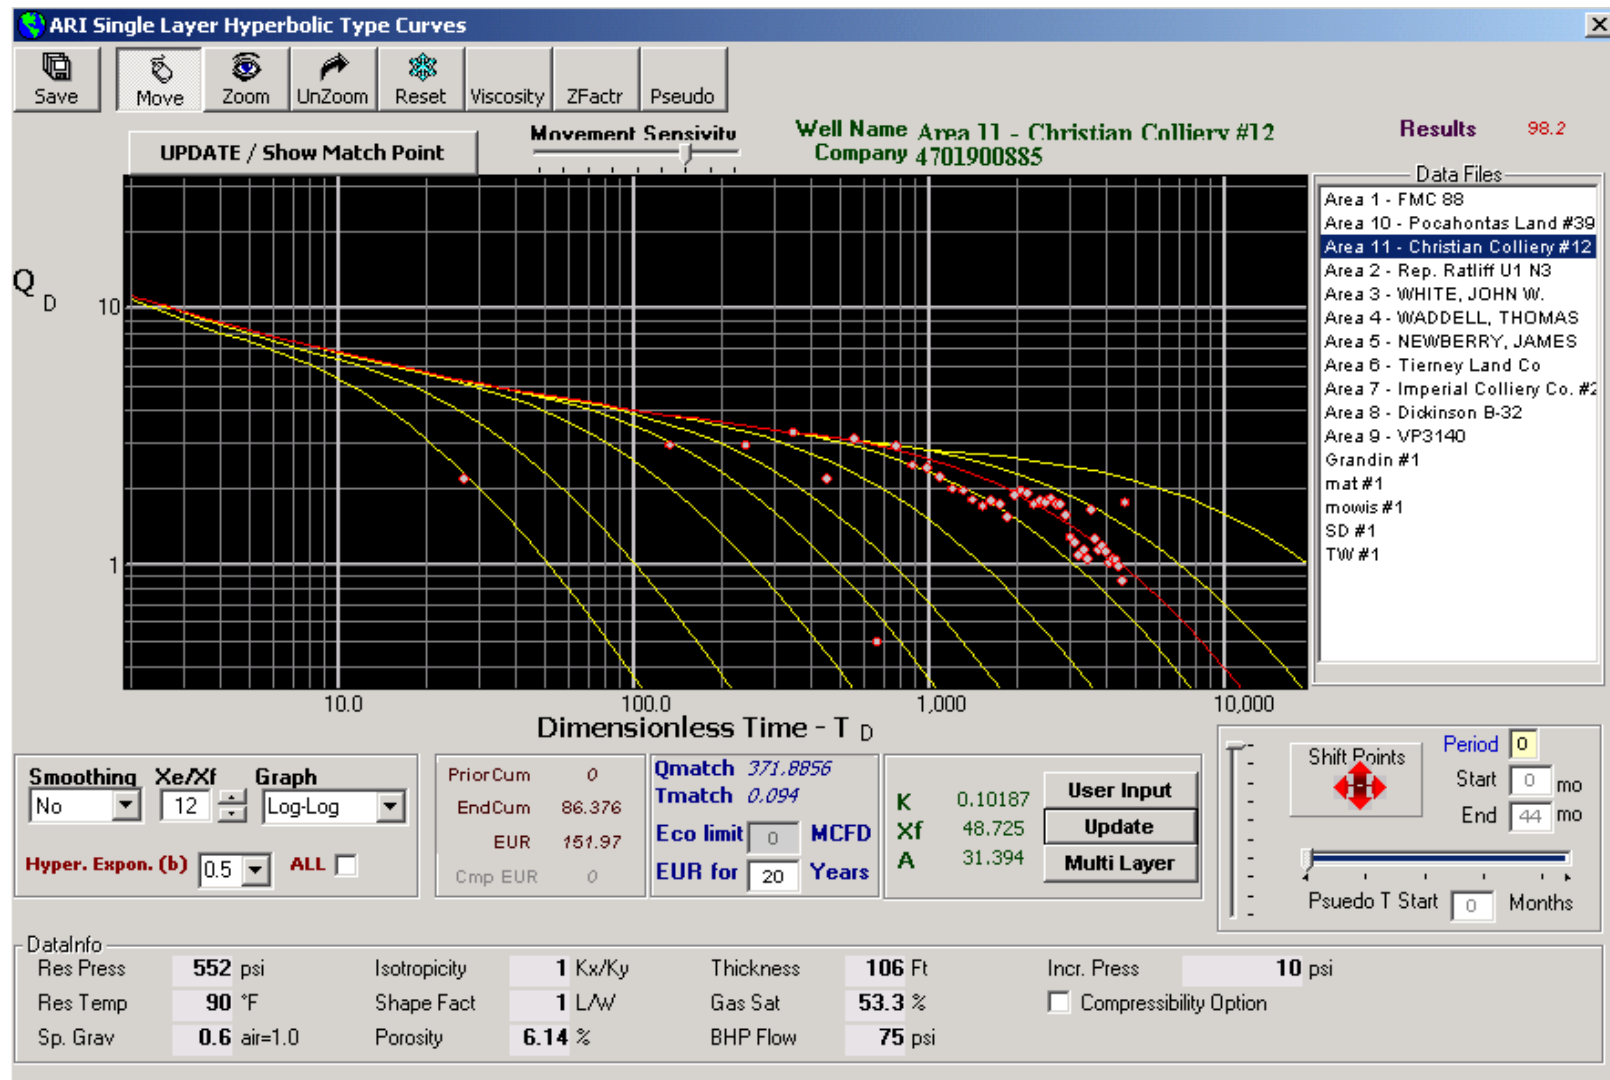 ARI Single Layer Hyperbolic Type Curves
Save Move Zoom UnZoom Reset Viscosity ZFactr Pseudo
UPDATE / Show Match Point
Movement Sensivity
Well Name Area 11 - Christian Colliery #12
Company 4701900885
Results 98.2
Data Files
Area 1 - FMC 88
Area 10 - Pocahontas Land #39
Area 11 - Christian Colliery #12
Area 2 - Rep. Ratliff U1 N3
Area 3 - WHITE, JOHN W.
Area 4 - WADDELL, THOMAS
Area 5 - NEWBERRY, JAMES
Area 6 - Tierney Land Co
Area 7 - Imperial Colliery Co. #2
Area 8 - Dickinson B-32
Area 9 - VP3140
Grandin #1
mat #1
mowis #1
SD #1
TW #1
Q D
10
1
10.0 100.0 1,000 10,000
Dimensionless Time - T D
Smoothing Xe/Xf Graph
No 12 Log-Log
Hyper. Expon. (b) 0.5 ALL
PriorCum 0
EndCum 86.376
EUR 151.97
Cmp EUR 0
Qmatch 371.8856
Tmatch 0.094
Eco limit 0 MCFD
EUR for 20 Years
K 0.10187
Xf 48.725
A 31.394
User Input
Update
Multi Layer
Shift Points
Period 0
Start 0 mo
End 44 mo
Psuedo T Start 0 Months
DataInfo
Res Press 552 psi Isotropicity 1 Kx/Ky Thickness 106 Ft Incr. Press 10 psi
Res Temp 90 °F Shape Fact 1 L/W Gas Sat 53.3 % Compressibility Option
Sp. Grav 0.6 air=1.0 Porosity 6.14 % BHP Flow 75 psi